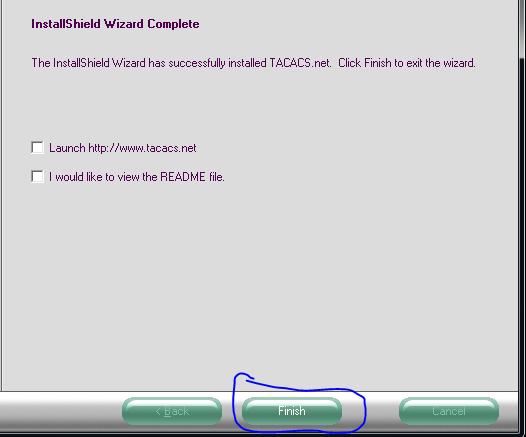 InstallShield Wizard Complete
The InstallShield Wizard has successfully installed TACACS.net. Click Finish to exit the wizard.
Launch http://www.tacacs.net
I would like to view the README file.
< Back Finish Cancel